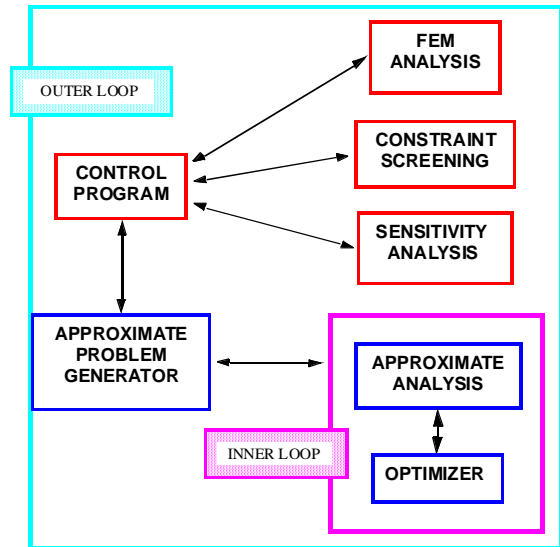 FEM
ANALYSIS
OUTER LOOP
CONSTRAINT
SCREENING
CONTROL
PROGRAM
SENSITIVITY
ANALYSIS
APPROXIMATE
PROBLEM
GENERATOR
APPROXIMATE
ANALYSIS
INNER LOOP
OPTIMIZER